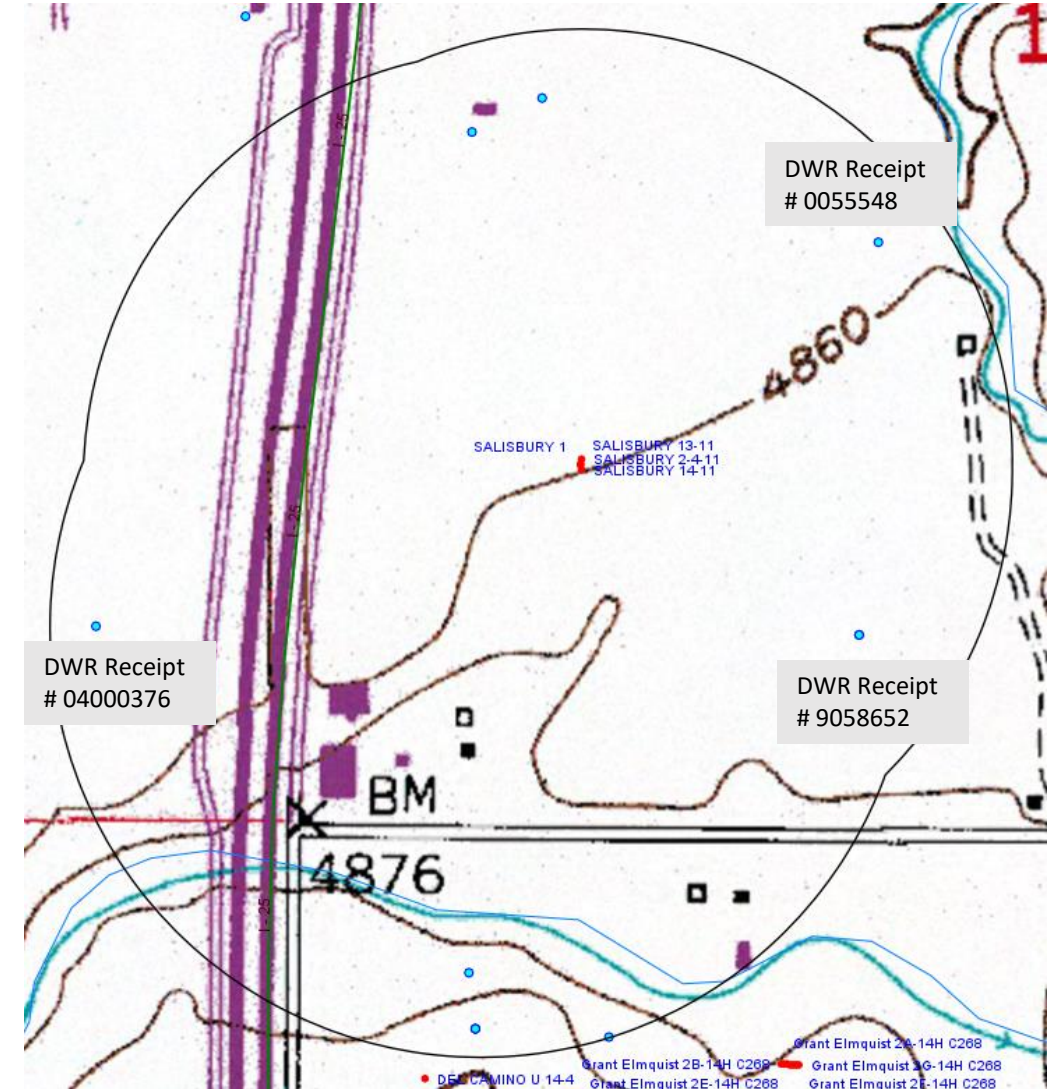 1
I - 25
DWR Receipt
# 0055548
4860
SALISBURY 1
SALISBURY 13-11
SALISBURY 2-4-11
SALISBURY 14-11
I - 25
DWR Receipt
# 04000376
DWR Receipt
# 9058652
BM
4876
I - 25
Grant Elmquist 2A-14H C268
Grant Elmquist 2B-14H C268
Grant Elmquist 2G-14H C268
DEL CAMINO U 14-4
Grant Elmquist 2E-14H C268